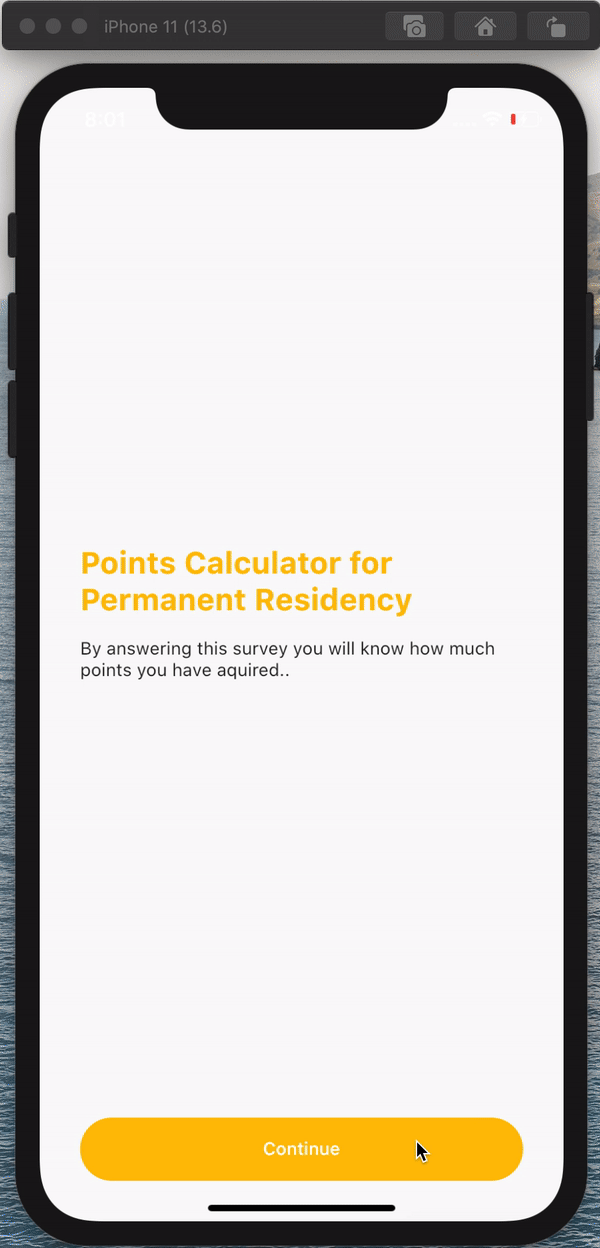 iPhone 11 (13.6)
8:01
Points Calculator for
Permanent Residency
By answering this survey you will know how much
points you have aquired..
Continue